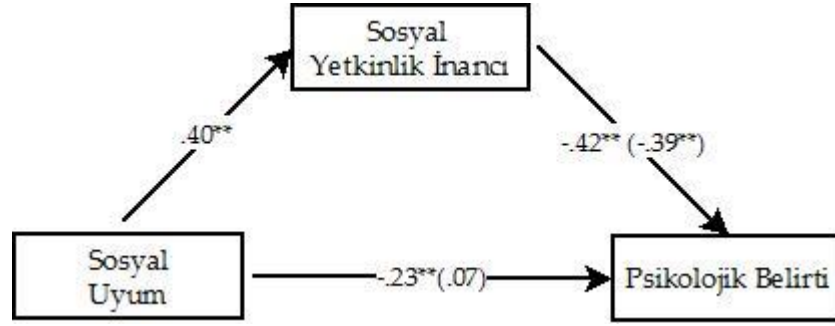 Sosyal
Yetkinlik İnancı
.40**
-.42** (-.39**)
Sosyal
Uyum
-.23**(.07)
Psikolojik Belirti